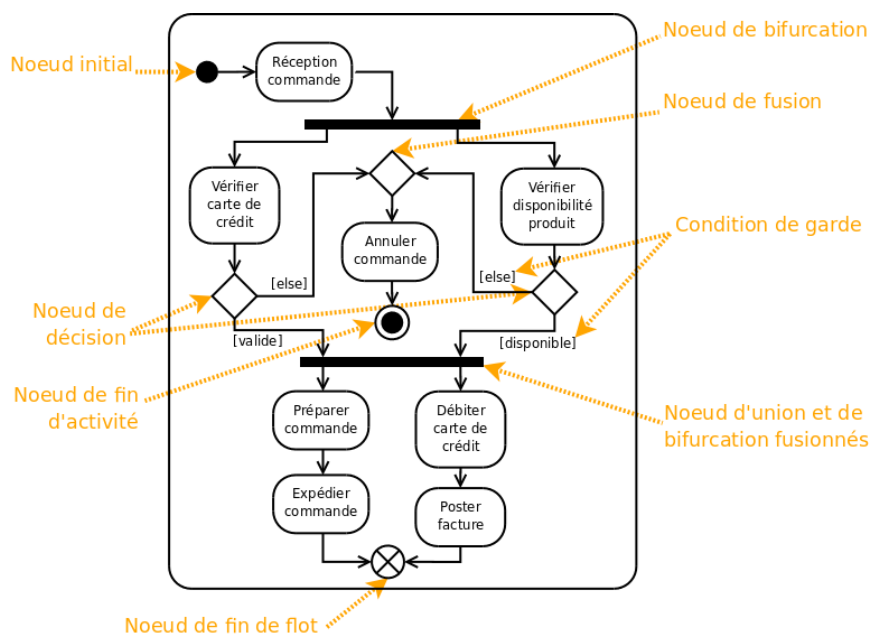 Noeud de bifurcation
Noeud initial
Réception
commande
Noeud de fusion
Vérifier
carte de
crédit
Vérifier
disponibilité
produit
Condition de garde
Annuler
commande
[else]
[else]
Noeud de
décision
[valide]
[disponible]
Noeud de fin
d'activité
Préparer
commande
Débiter
carte de
crédit
Noeud d'union et de
bifurcation fusionnés
Expédier
commande
Poster
facture
Noeud de fin de flot